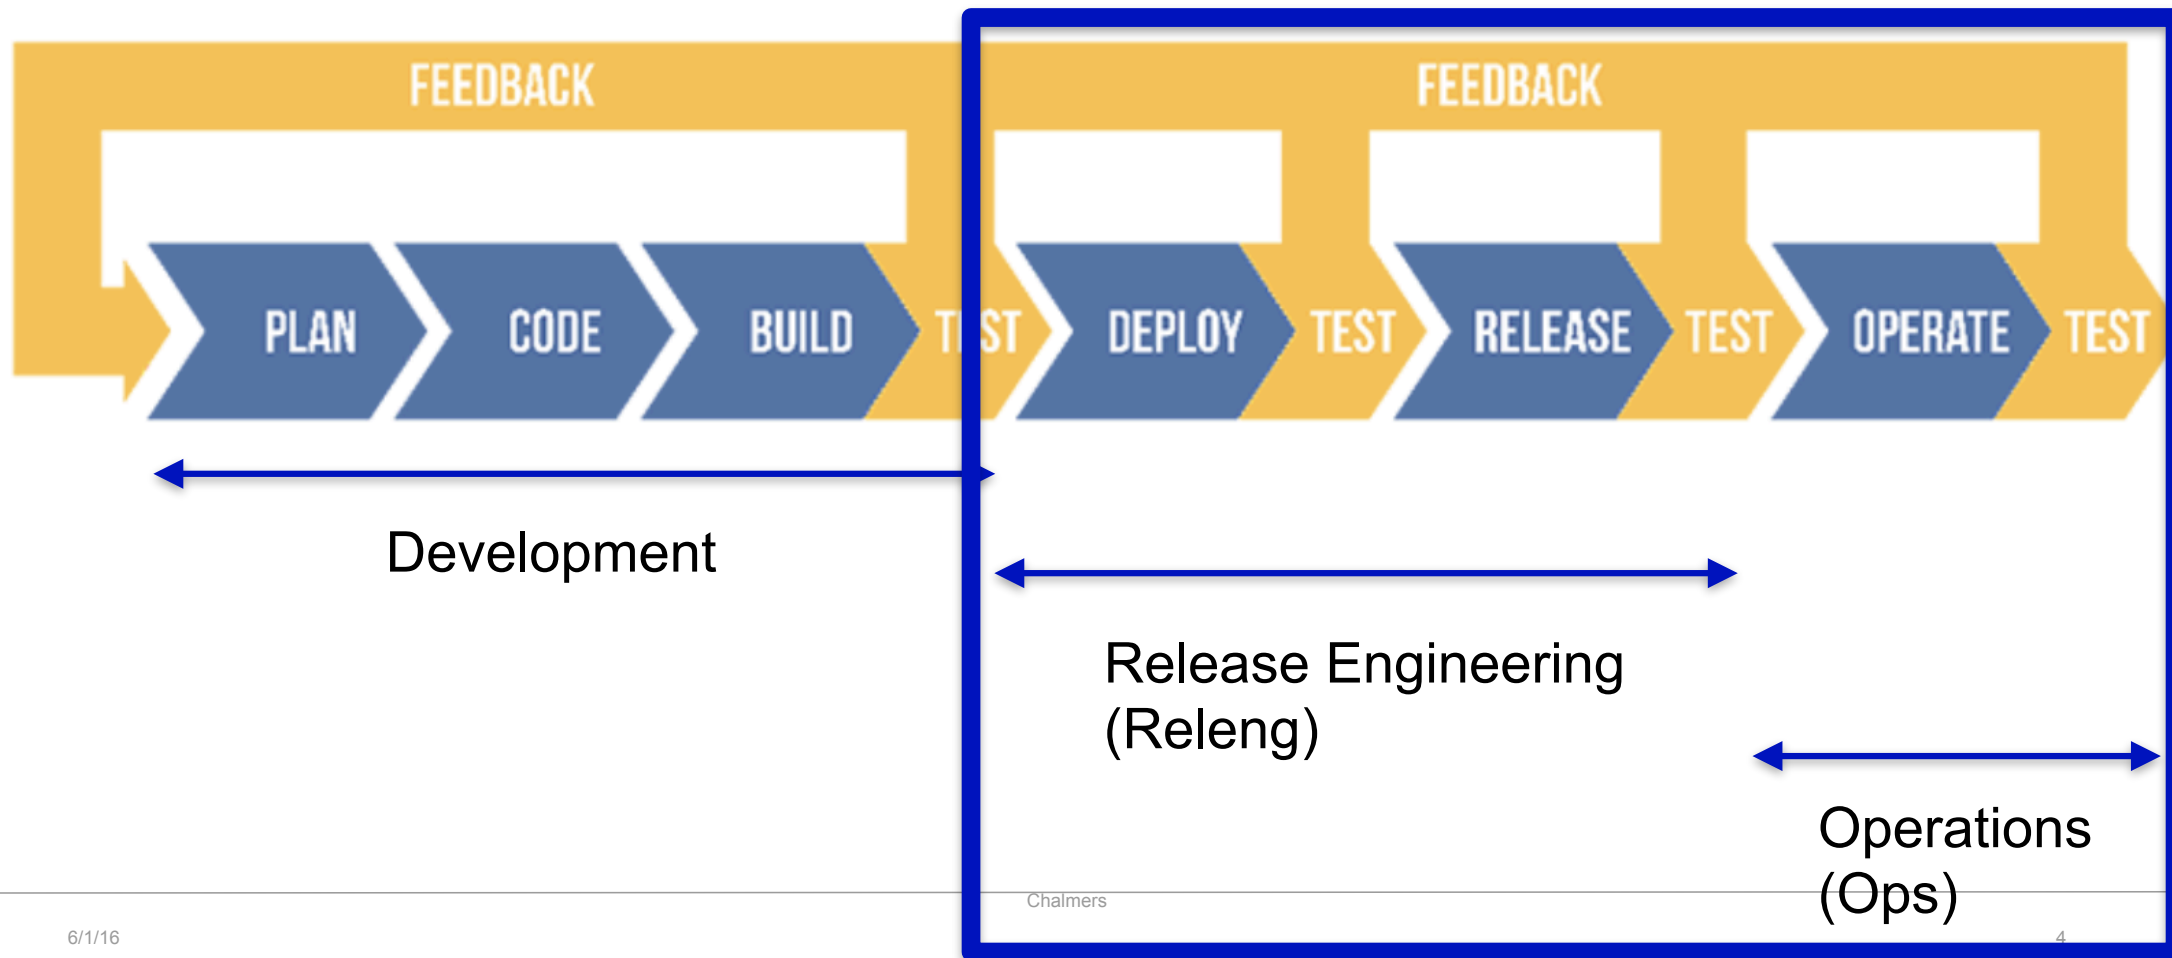 FEEDBACK FEEDBACK
PLAN CODE BUILD TEST DEPLOY TEST RELEASE TEST OPERATE TEST
Development
Release Engineering
(Releng)
Operations
(Ops)
Chalmers
6/1/16
4